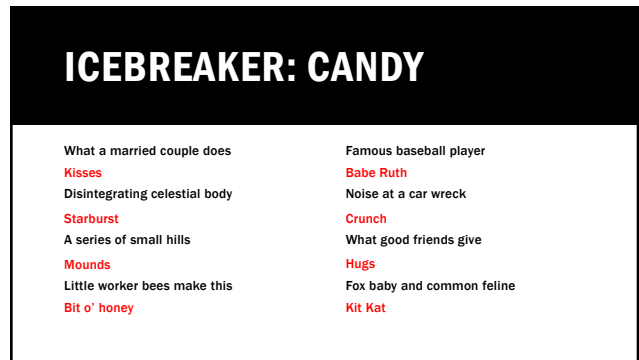 ICEBREAKER: CANDY
What a married couple does
Kisses
Disintegrating celestial body
Starburst
A series of small hills
Mounds
Little worker bees make this
Bit o’ honey
Famous baseball player
Babe Ruth
Noise at a car wreck
Crunch
What good friends give
Hugs
Fox baby and common feline
Kit Kat